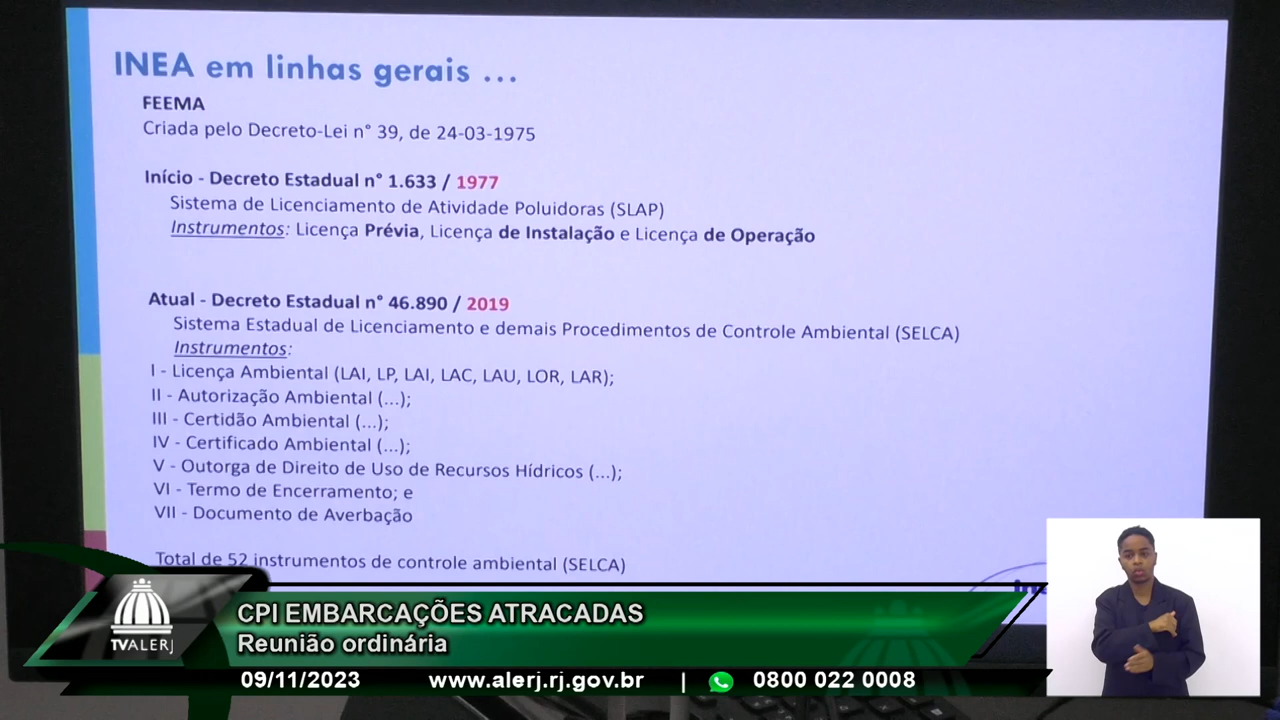 INEA em linhas gerais ...
FEEMA
Criada pelo Decreto-Lei n° 39, de 24-03-1975
Início - Decreto Estadual n° 1.633 / 1977
Sistema de Licenciamento de Atividade Poluidoras (SLAP)
Instrumentos: Licença Prévia, Licença de Instalação e Licença de Operação
Atual - Decreto Estadual n° 46.890 / 2019
Sistema Estadual de Licenciamento e demais Procedimentos de Controle Ambiental (SELCA)
Instrumentos:
I - Licença Ambiental (LAI, LP, LAI, LAC, LAU, LOR, LAR);
II - Autorização Ambiental (...);
III - Certidão Ambiental (...);
IV - Certificado Ambiental (...);
V - Outorga de Direito de Uso de Recursos Hídricos (...);
VI - Termo de Encerramento; e
VII - Documento de Averbação
Total de 52 instrumentos de controle ambiental (SELCA)
TVALERJ
CPI EMBARCAÇÕES ATRACADAS
Reunião ordinária
09/11/2023 www.alerj.rj.gov.br | 0800 022 0008